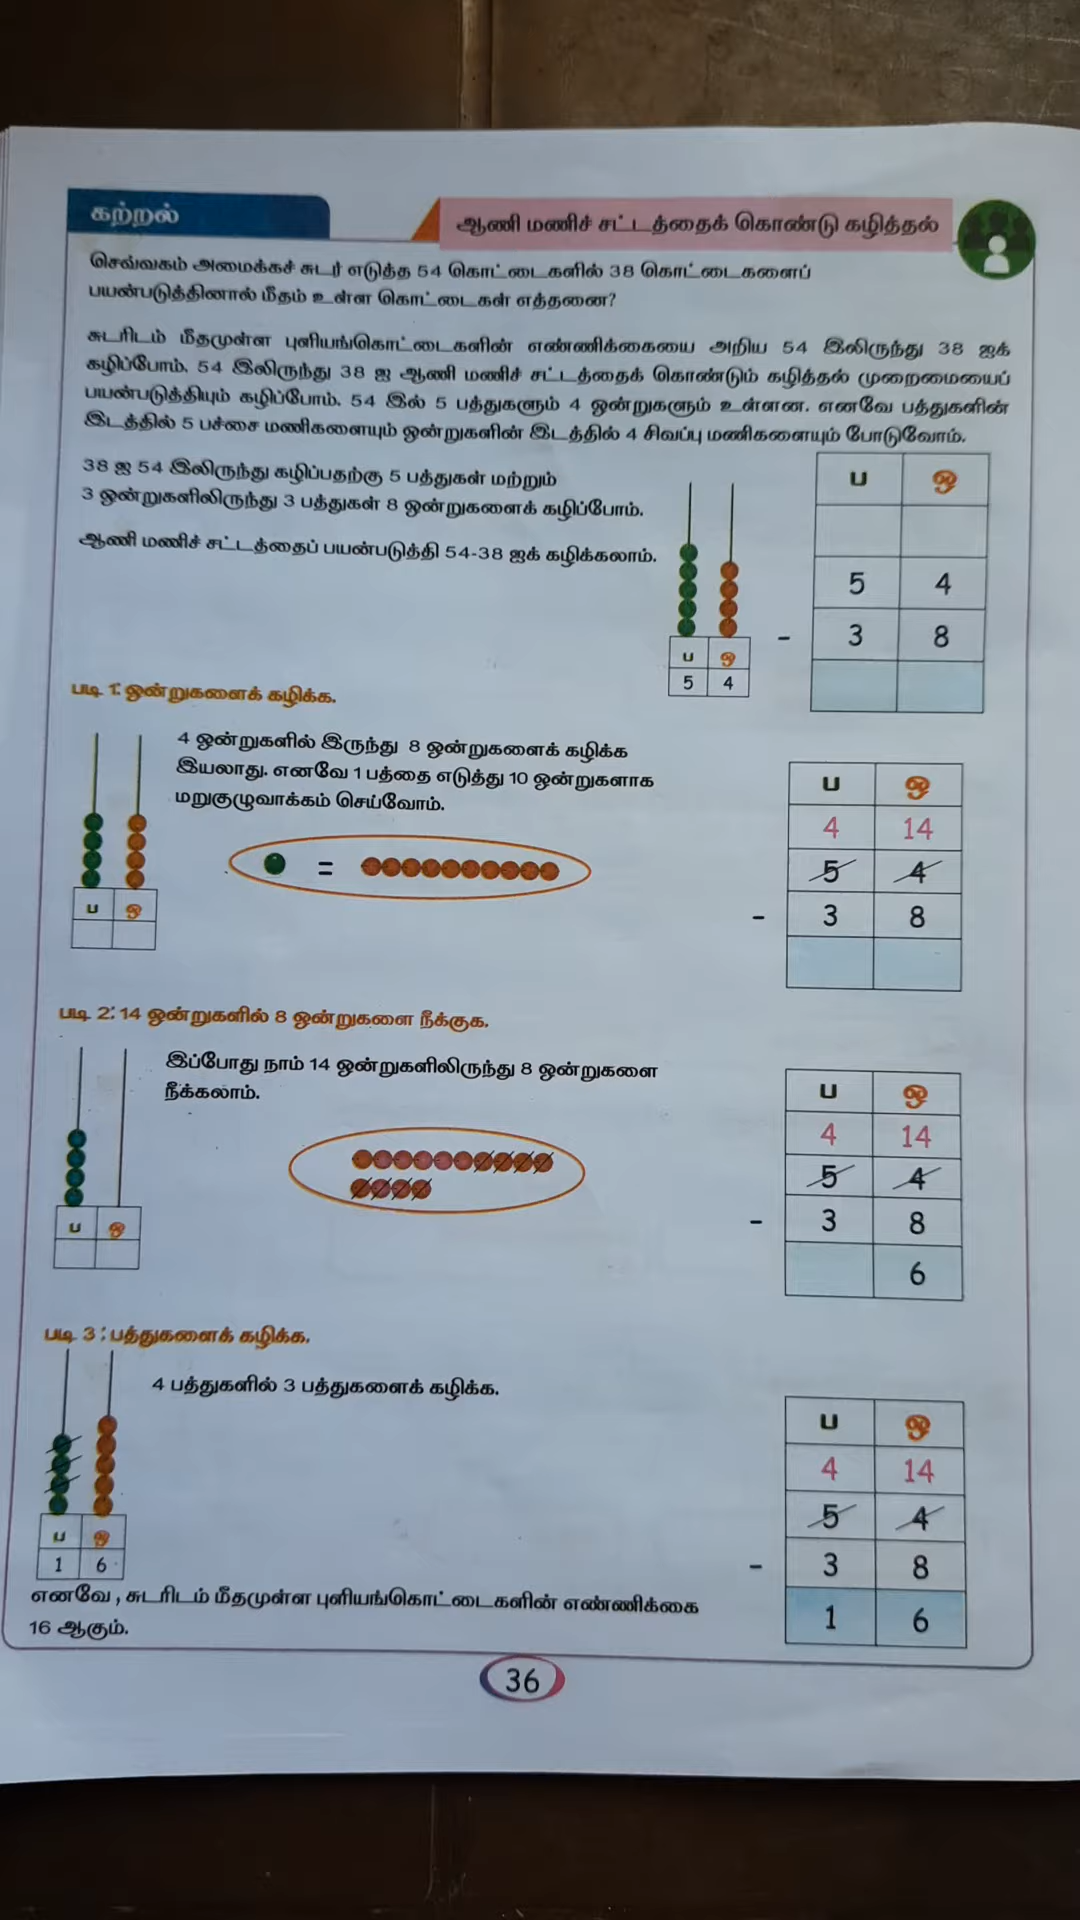 கற்றல்
ஆணி மணிச் சட்டத்தைக் கொண்டு கழித்தல்
செவ்வகம் அமைக்கச் சுடர் எடுத்த 54 கொட்டைகளில் 38 கொட்டைகளைப்
பயன்படுத்தினால் மீதம் உள்ள கொட்டைகள் எத்தனை?
சுடரிடம் மீதமுள்ள புளியங்கொட்டைகளின் எண்ணிக்கையை அறிய 54 இலிருந்து 38 ஐக்
கழிப்போம். 54 இலிருந்து 38 ஐ ஆணி மணிச் சட்டத்தைக் கொண்டும் கழித்தல் முறைமையைப்
பயன்படுத்தியும் கழிப்போம். 54 இல் 5 பத்துகளும் 4 ஒன்றுகளும் உள்ளன. எனவே பத்துகளின்
இடத்தில் 5 பச்சை மணிகளையும் ஒன்றுகளின் இடத்தில் 4 சிவப்பு மணிகளையும் போடுவோம்.
38 ஐ 54 இலிருந்து கழிப்பதற்கு 5 பத்துகள் மற்றும்
3 ஒன்றுகளிலிருந்து 3 பத்துகள் 8 ஒன்றுகளைக் கழிப்போம்.
ஆணி மணிச் சட்டத்தைப் பயன்படுத்தி 54-38 ஐக் கழிக்கலாம்.
ப ஒ
5 4
ப ஒ
5 4
- 3 8
படி 1: ஒன்றுகளைக் கழிக்க.
4 ஒன்றுகளில் இருந்து 8 ஒன்றுகளைக் கழிக்க
இயலாது. எனவே 1 பத்தை எடுத்து 10 ஒன்றுகளாக
மறுகுழுவாக்கம் செய்வோம்.
=
ப ஒ
ப ஒ
4 14
5 4
- 3 8
படி 2: 14 ஒன்றுகளில் 8 ஒன்றுகளை நீக்குக.
இப்போது நாம் 14 ஒன்றுகளிலிருந்து 8 ஒன்றுகளை
நீக்கலாம்.
ப ஒ
ப ஒ
4 14
5 4
- 3 8
6
படி 3 : பத்துகளைக் கழிக்க.
4 பத்துகளில் 3 பத்துகளைக் கழிக்க.
ப ஒ
1 6
ப ஒ
4 14
5 4
- 3 8
1 6
எனவே , சுடரிடம் மீதமுள்ள புளியங்கொட்டைகளின் எண்ணிக்கை
16 ஆகும்.
36